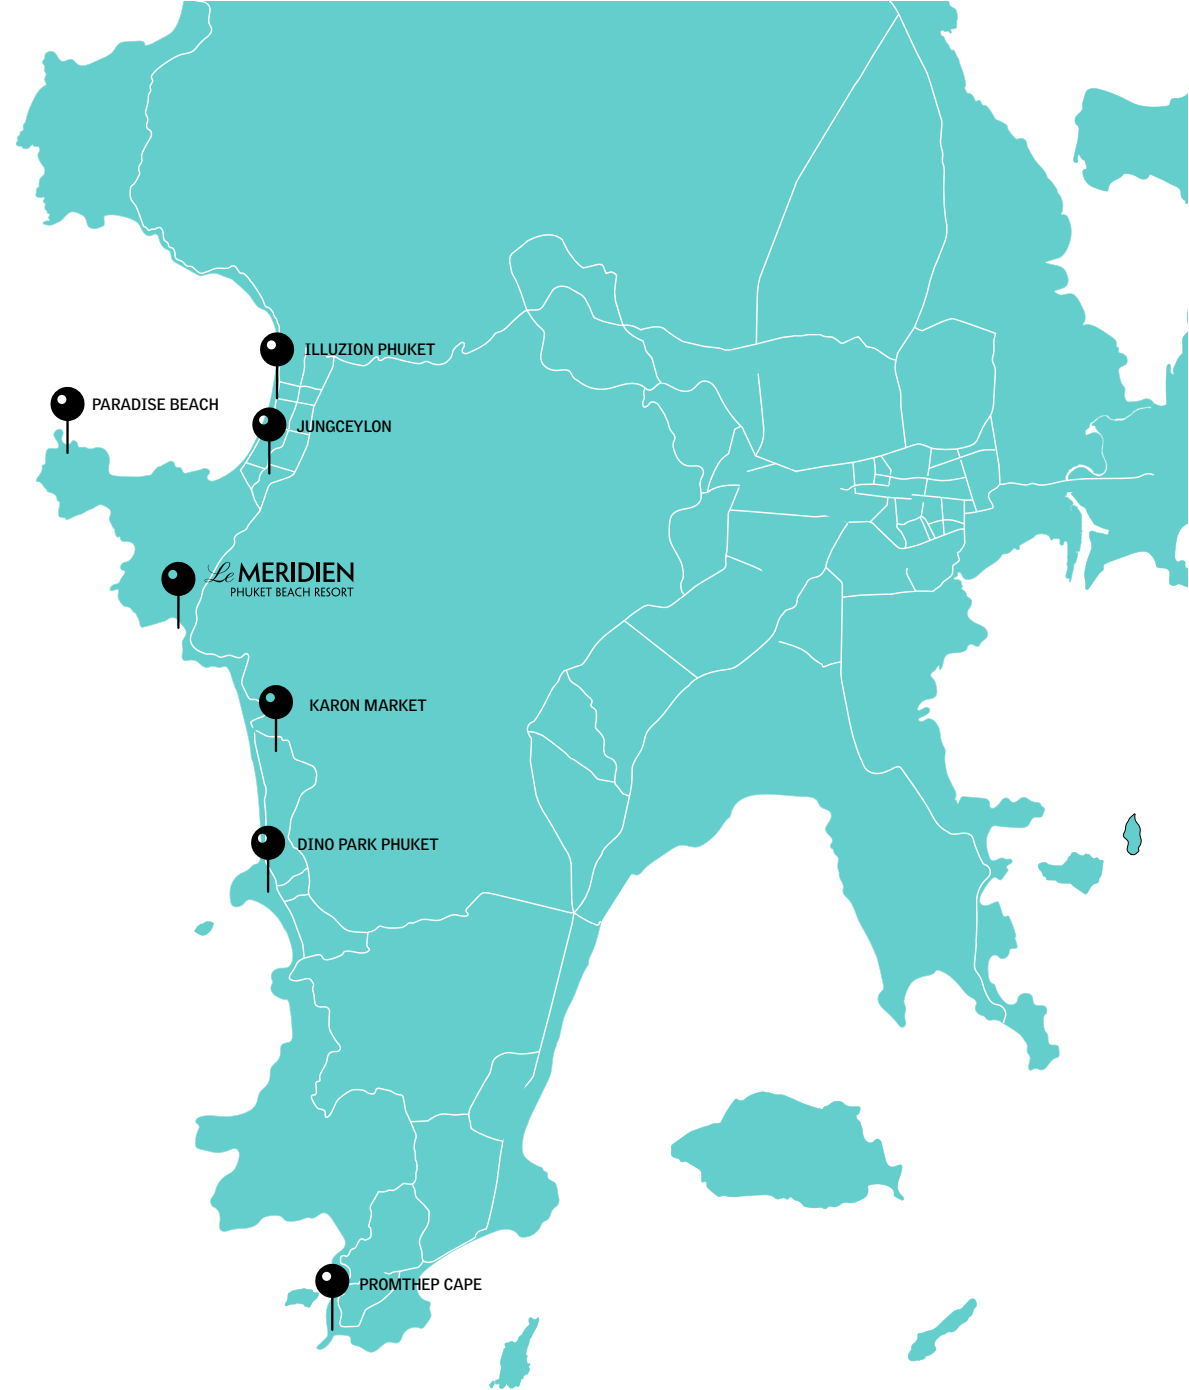 ILLUZION PHUKET
PARADISE BEACH
JUNGCEYLON
Le MERIDIEN
PHUKET BEACH RESORT
KARON MARKET
DINO PARK PHUKET
PROMTHEP CAPE